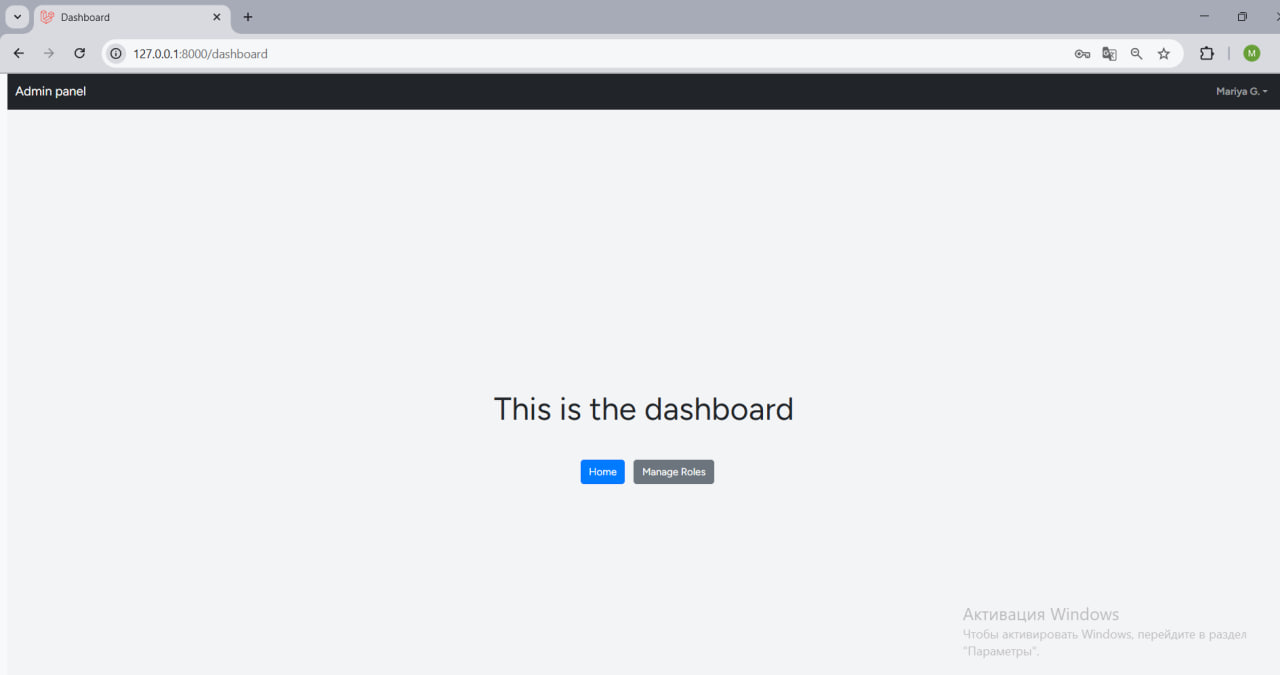 Dashboard
127.0.0.1:8000/dashboard
M
Admin panel
Mariya G.
This is the dashboard
Home Manage Roles
Активация Windows
Чтобы активировать Windows, перейдите в раздел
"Параметры".